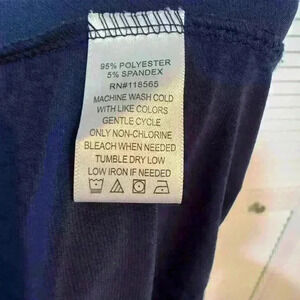 95% POLYESTER
5% SPANDEX
RN#118565
MACHINE WASH COLD
WITH LIKE COLORS
GENTLE CYCLE
ONLY NON-CHLORINE
BLEACH WHEN NEEDED
TUMBLE DRY LOW
LOW IRON IF NEEDED